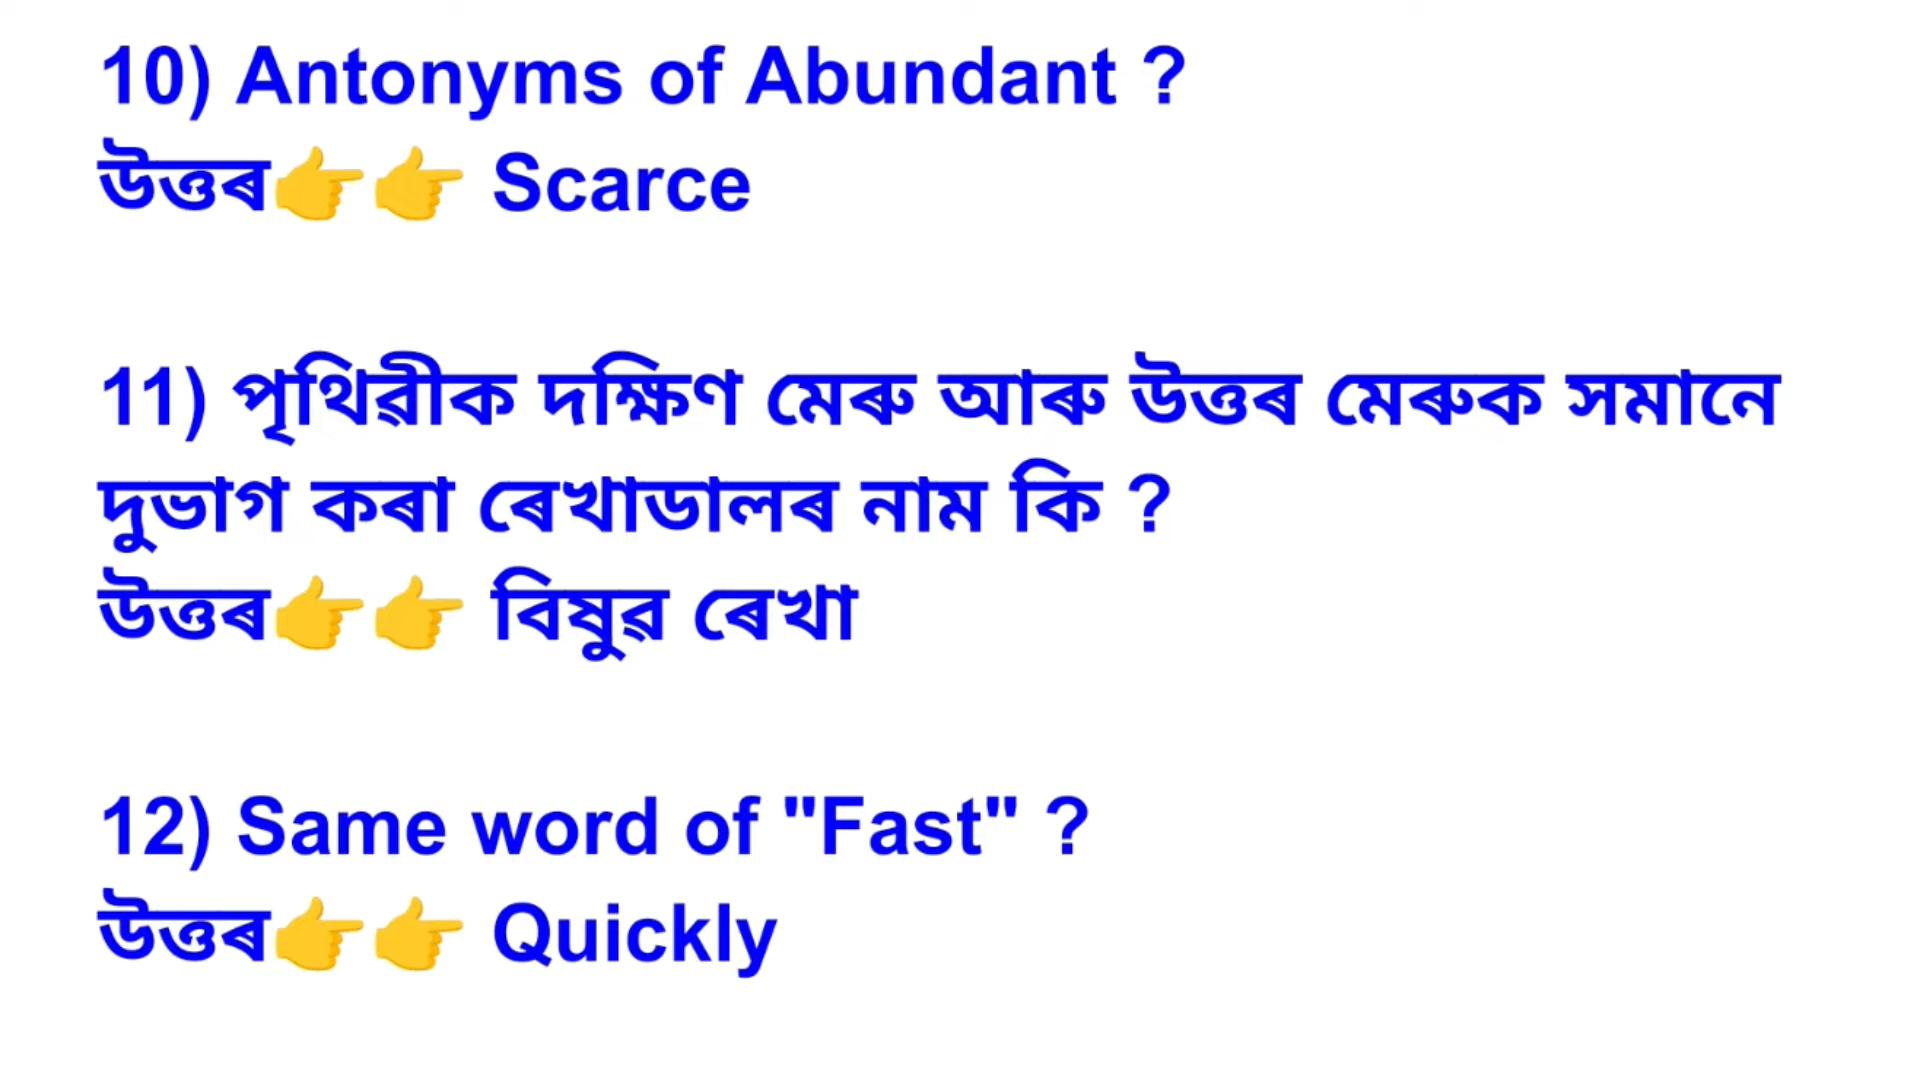 10) Antonyms of Abundant ?
উত্তৰ👉👉 Scarce
11) পৃথিৱীক দক্ষিণ মেৰু আৰু উত্তৰ মেৰুক সমানে
দুভাগ কৰা ৰেখাডালৰ নাম কি ?
উত্তৰ👉👉 বিষুৱ ৰেখা
12) Same word of "Fast" ?
উত্তৰ👉👉 Quickly